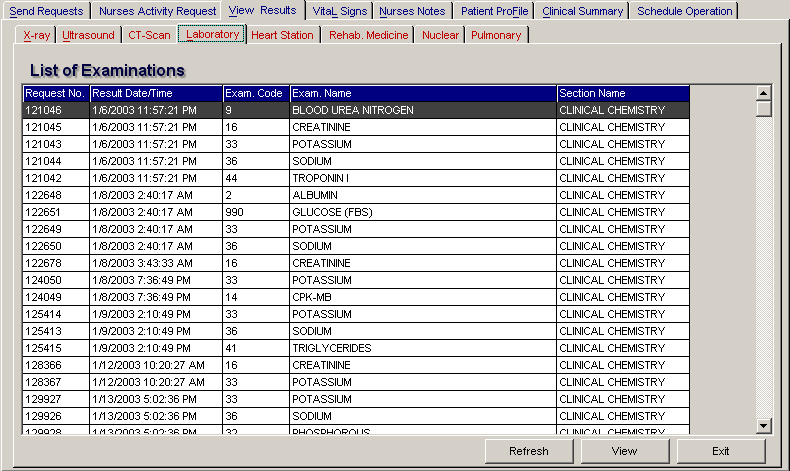 Send Requests Nurses Activity Request View Results VitaL Signs Nurses Notes Patient ProFile Clinical Summary Schedule Operation
X-ray Ultrasound CT-Scan Laboratory Heart Station Rehab. Medicine Nuclear Pulmonary
List of Examinations
Request No. Result Date/Time Exam. Code Exam. Name Section Name
121046 1/6/2003 11:57:21 PM 9 BLOOD UREA NITROGEN CLINICAL CHEMISTRY
121045 1/6/2003 11:57:21 PM 16 CREATININE CLINICAL CHEMISTRY
121043 1/6/2003 11:57:21 PM 33 POTASSIUM CLINICAL CHEMISTRY
121044 1/6/2003 11:57:21 PM 36 SODIUM CLINICAL CHEMISTRY
121042 1/6/2003 11:57:21 PM 44 TROPONIN I CLINICAL CHEMISTRY
122648 1/8/2003 2:40:17 AM 2 ALBUMIN CLINICAL CHEMISTRY
122651 1/8/2003 2:40:17 AM 990 GLUCOSE (FBS) CLINICAL CHEMISTRY
122649 1/8/2003 2:40:17 AM 33 POTASSIUM CLINICAL CHEMISTRY
122650 1/8/2003 2:40:17 AM 36 SODIUM CLINICAL CHEMISTRY
122678 1/8/2003 3:43:33 AM 16 CREATININE CLINICAL CHEMISTRY
124050 1/8/2003 7:36:49 PM 33 POTASSIUM CLINICAL CHEMISTRY
124049 1/8/2003 7:36:49 PM 14 CPK-MB CLINICAL CHEMISTRY
125414 1/9/2003 2:10:49 PM 33 POTASSIUM CLINICAL CHEMISTRY
125413 1/9/2003 2:10:49 PM 36 SODIUM CLINICAL CHEMISTRY
125415 1/9/2003 2:10:49 PM 41 TRIGLYCERIDES CLINICAL CHEMISTRY
128366 1/12/2003 10:20:27 AM 16 CREATININE CLINICAL CHEMISTRY
128367 1/12/2003 10:20:27 AM 33 POTASSIUM CLINICAL CHEMISTRY
129927 1/13/2003 5:02:36 PM 33 POTASSIUM CLINICAL CHEMISTRY
129926 1/13/2003 5:02:36 PM 36 SODIUM CLINICAL CHEMISTRY
129928 1/13/2003 5:02:36 PM 32 PHOSPHOROUS CLINICAL CHEMISTRY
Refresh View Exit